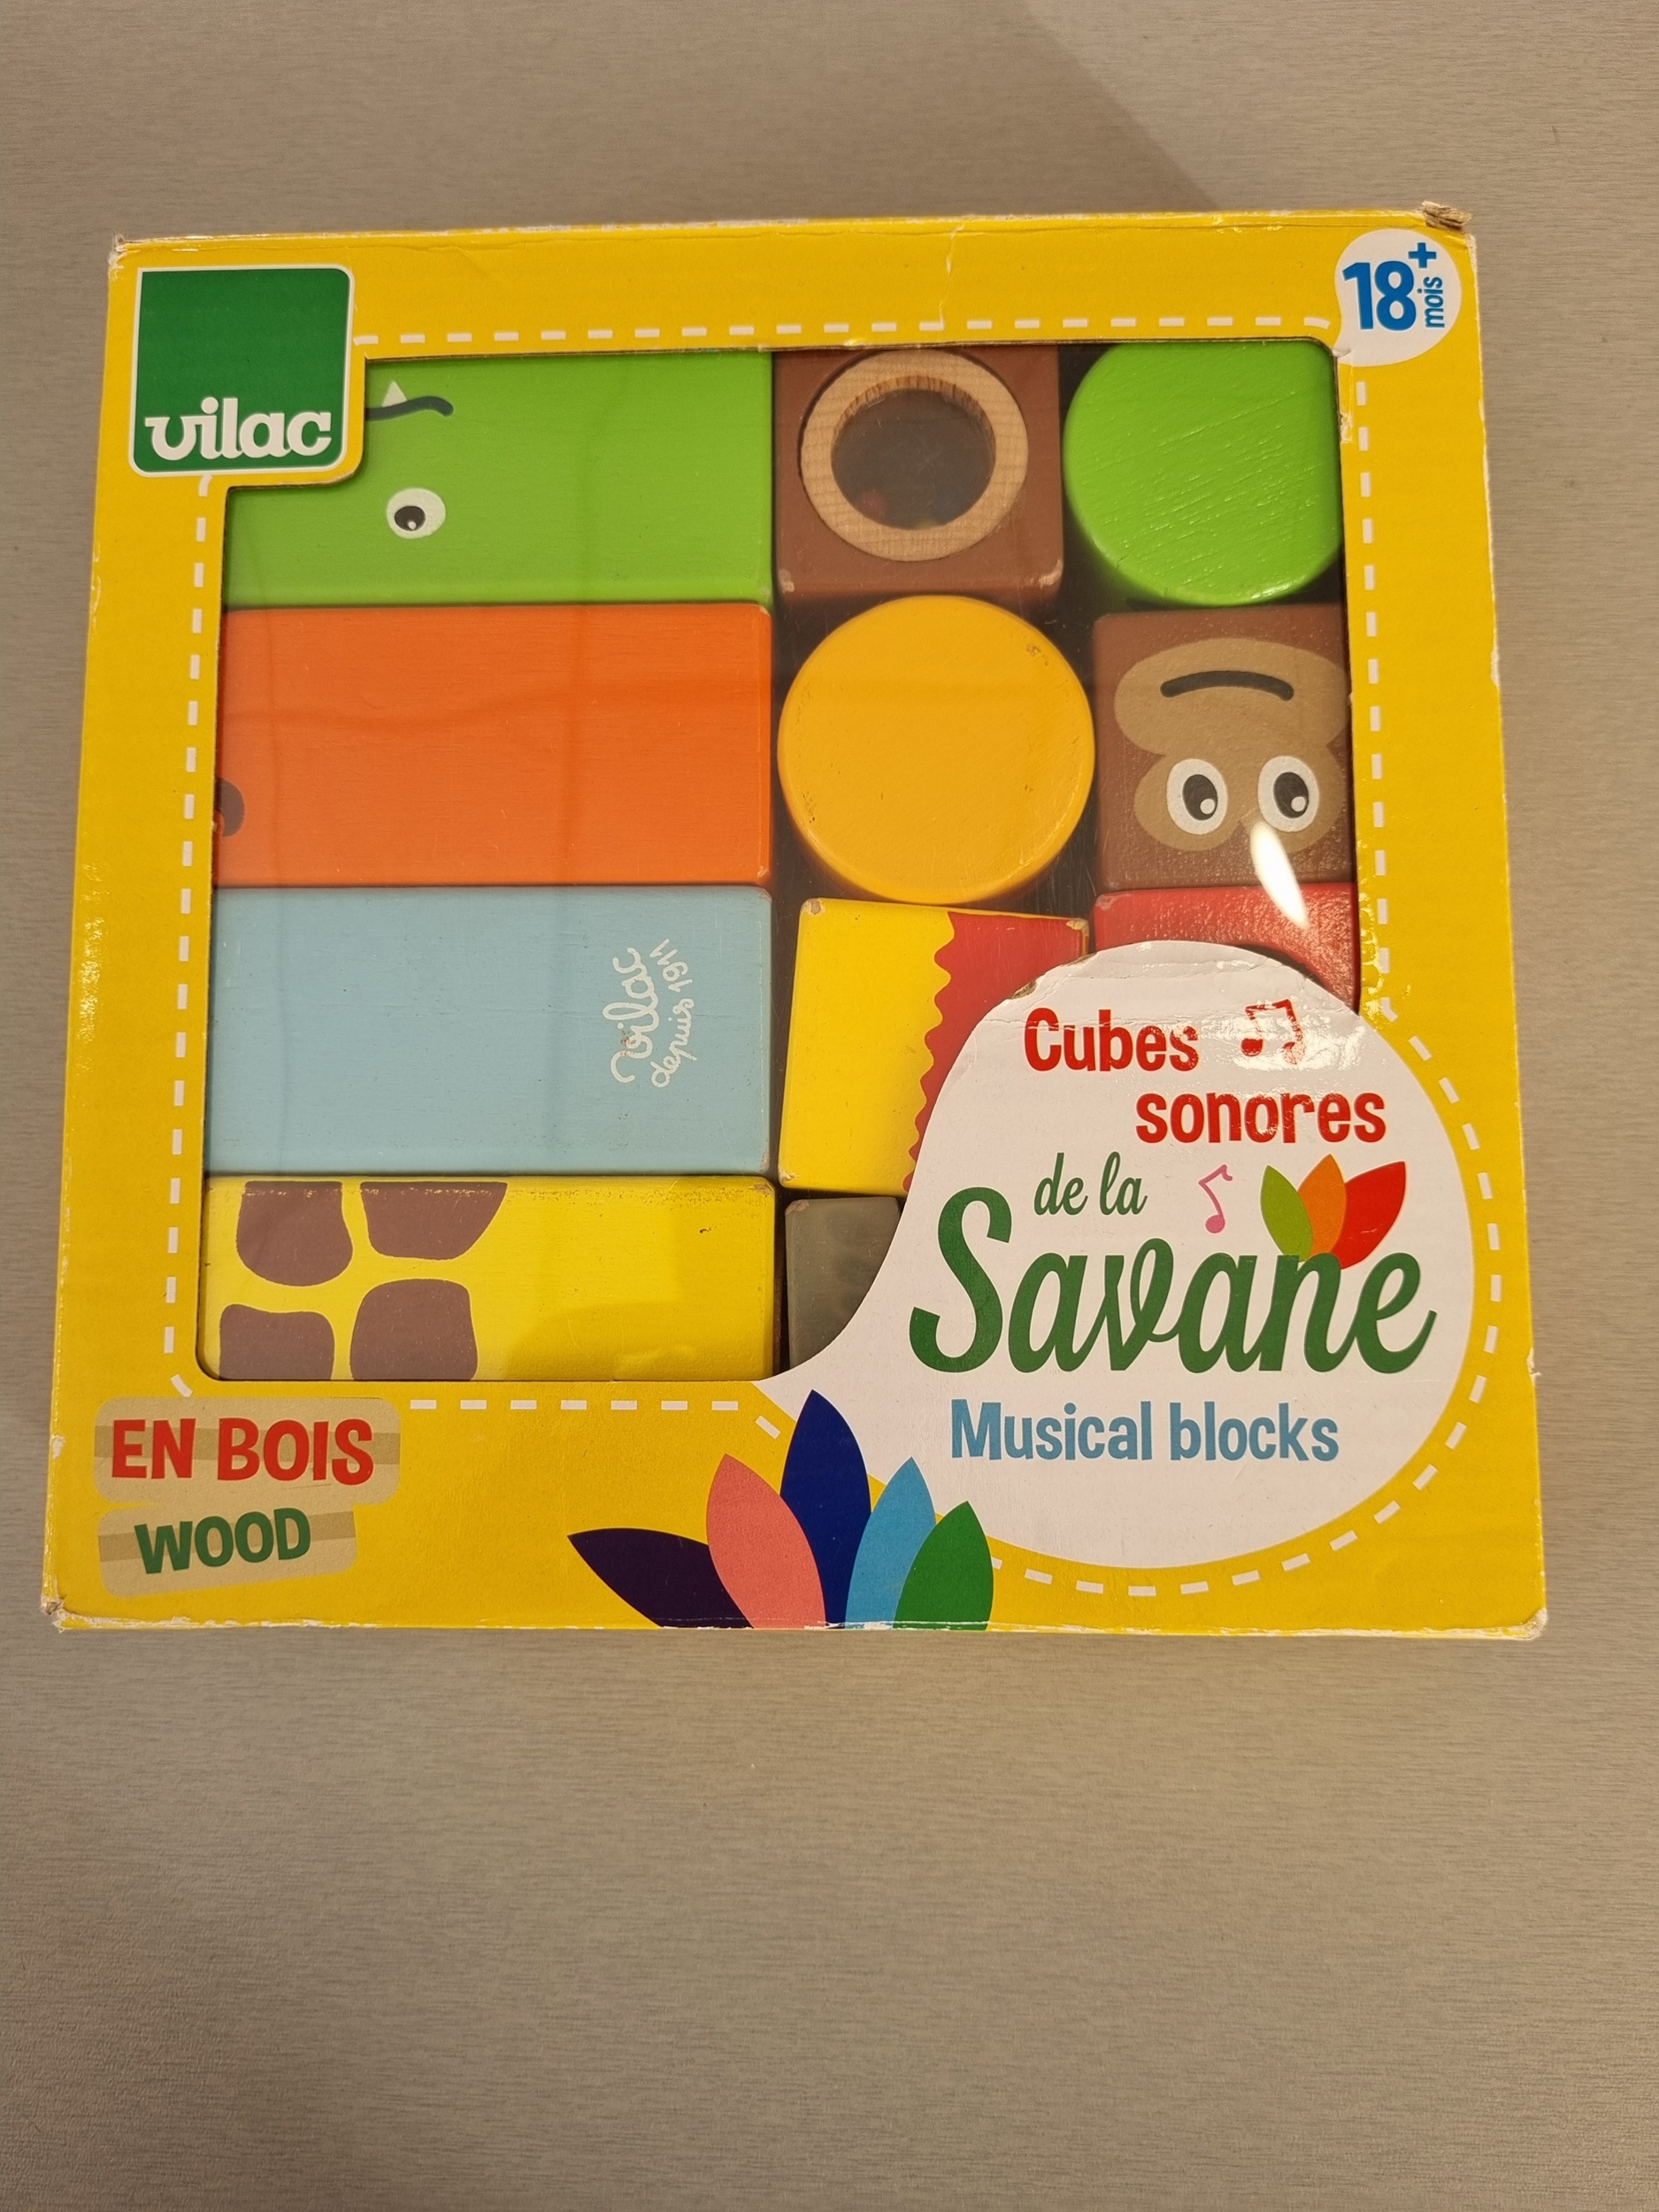 vilac
18+
mois
vilac
depuis 1911
Cubes
sonores
de la
Savane
Musical blocks
EN BOIS
WOOD